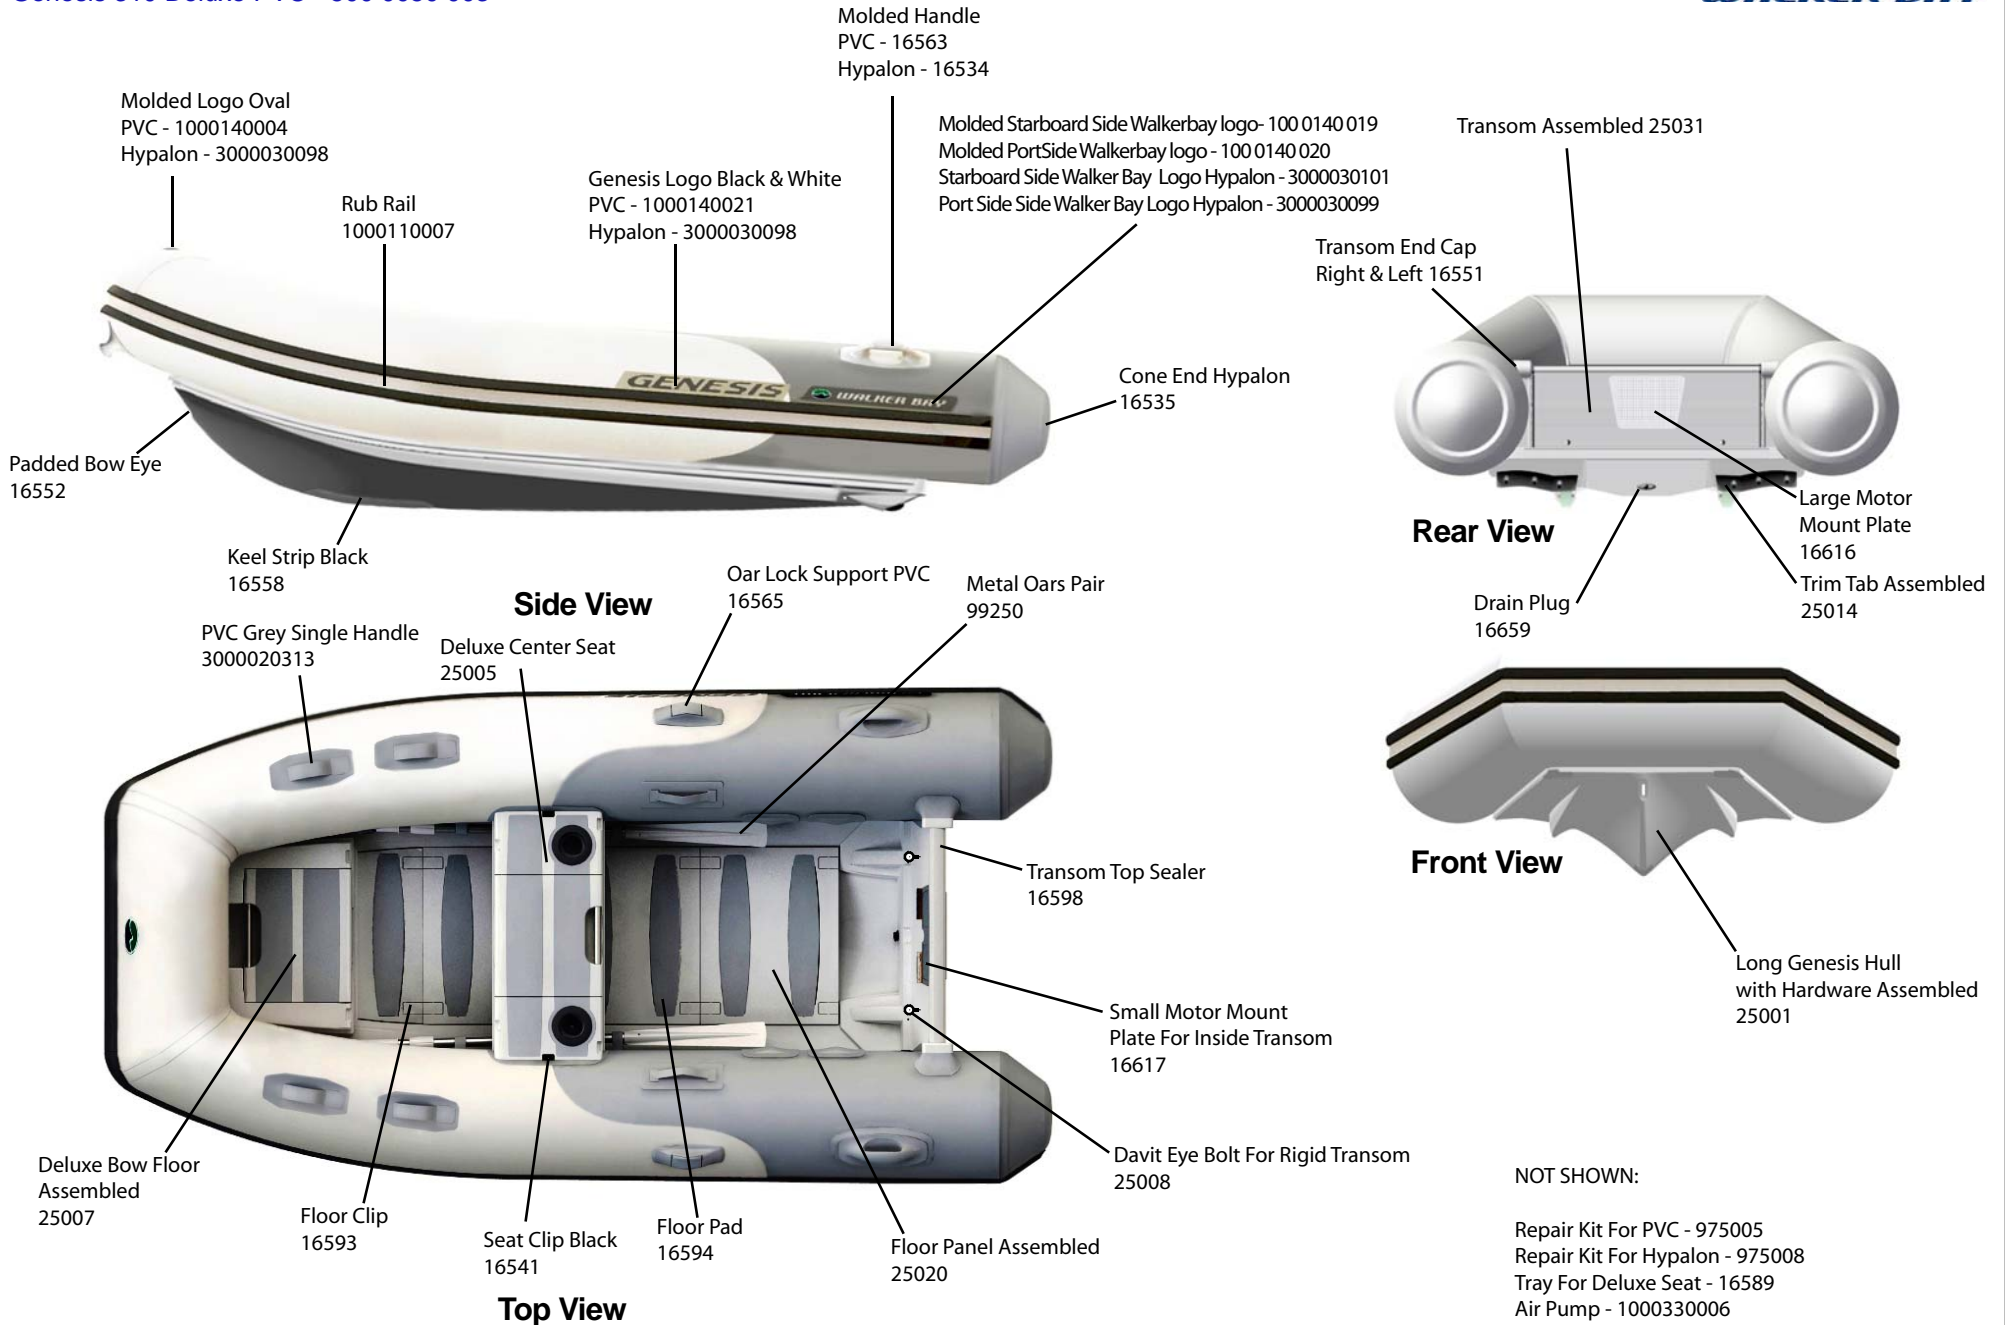 Molded Handle
PVC - 16563
Hypalon - 16534
Molded Logo Oval
PVC - 1000140004
Hypalon - 3000030098
Rub Rail
1000110007
Genesis Logo Black & White
PVC - 1000140021
Hypalon - 3000030098
Molded Starboard Side Walkerbay logo- 100 0140 019
Molded PortSide Walkerbay logo - 100 0140 020
Starboard Side Walker Bay Logo Hypalon - 3000030101
Port Side Side Walker Bay Logo Hypalon - 3000030099
Transom Assembled 25031
Transom End Cap
Right & Left 16551
GENESIS
WALKER BAY
Cone End Hypalon
16535
Padded Bow Eye
16552
Keel Strip Black
16558
Side View
Large Motor
Mount Plate
16616
Rear View
Trim Tab Assembled
25014
Drain Plug
16659
Oar Lock Support PVC
16565
Metal Oars Pair
99250
PVC Grey Single Handle
3000020313
Deluxe Center Seat
25005
Transom Top Sealer
16598
Front View
Long Genesis Hull
with Hardware Assembled
25001
Small Motor Mount
Plate For Inside Transom
16617
Davit Eye Bolt For Rigid Transom
25008
Deluxe Bow Floor
Assembled
25007
Floor Clip
16593
Seat Clip Black
16541
Floor Pad
16594
Floor Panel Assembled
25020
Top View
NOT SHOWN:
Repair Kit For PVC - 975005
Repair Kit For Hypalon - 975008
Tray For Deluxe Seat - 16589
Air Pump - 1000330006